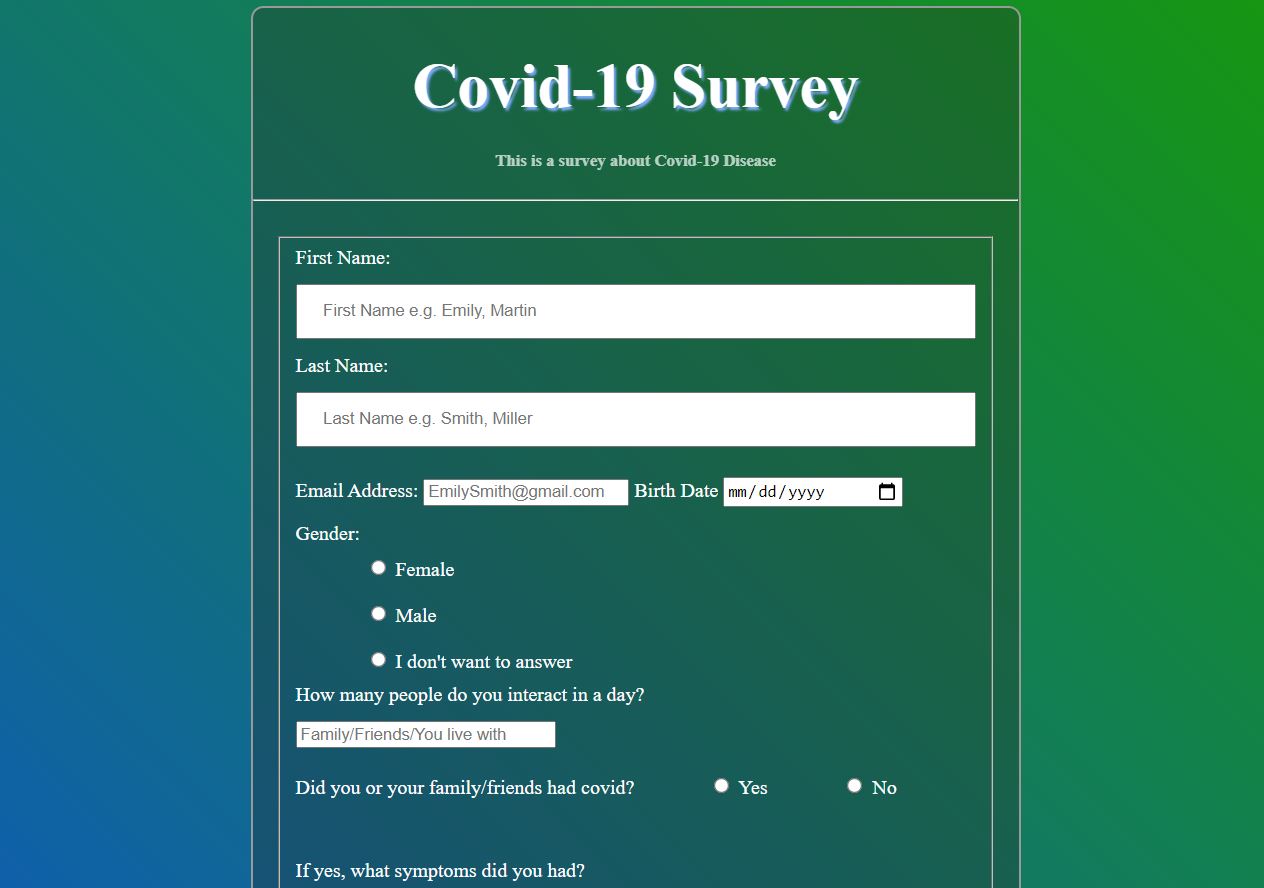 Covid-19 Survey
This is a survey about Covid-19 Disease
First Name:
First Name e.g. Emily, Martin
Last Name:
Last Name e.g. Smith, Miller
Email Address: EmilySmith@gmail.com Birth Date mm/dd/yyyy
Gender:
Female
Male
I don't want to answer
How many people do you interact in a day?
Family/Friends/You live with
Did you or your family/friends had covid? Yes No
If yes, what symptoms did you had?